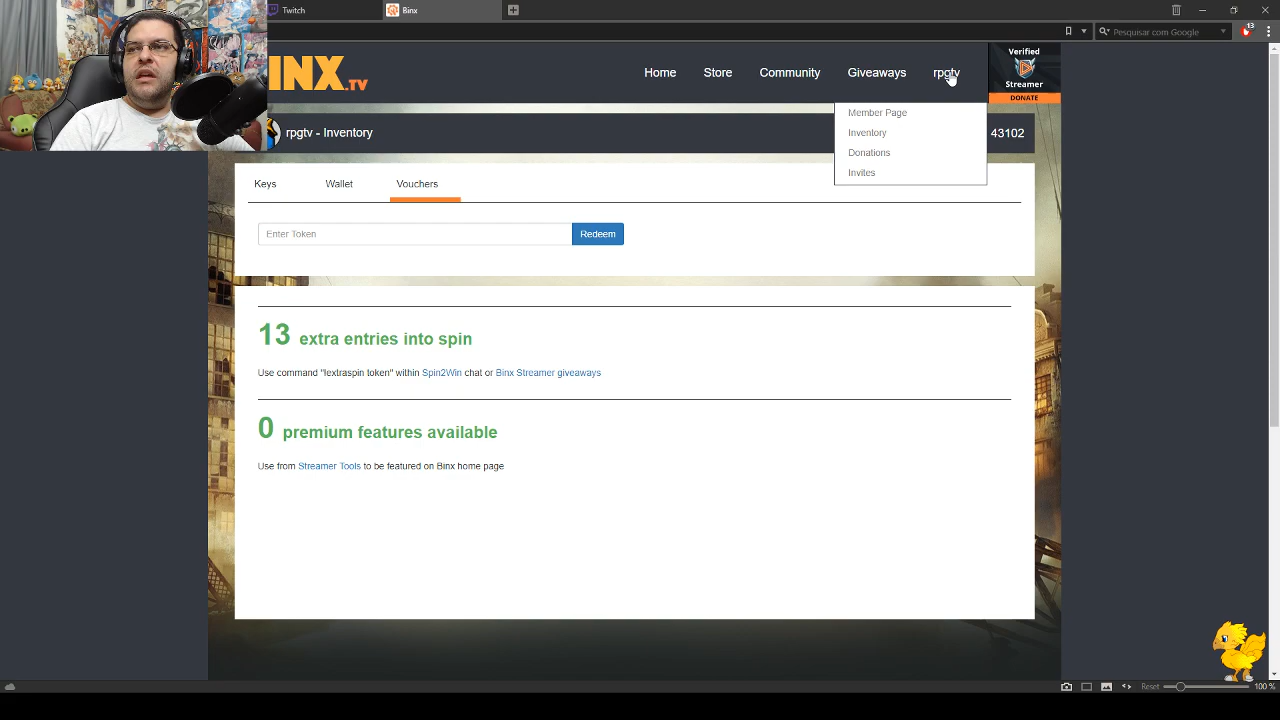 Twitch
Binx
Pesquisar com Google
13
INX.TV
Home
Store
Community
Giveaways
rpgtv
Verified
Streamer
DONATE
Member Page
Inventory
Donations
Invites
rpgtv - Inventory
43102
Keys
Wallet
Vouchers
Enter Token
Redeem
13 extra entries into spin
Use command "!extraspin token" within Spin2Win chat or Binx Streamer giveaways
0 premium features available
Use from Streamer Tools to be featured on Binx home page
Reset
100 %